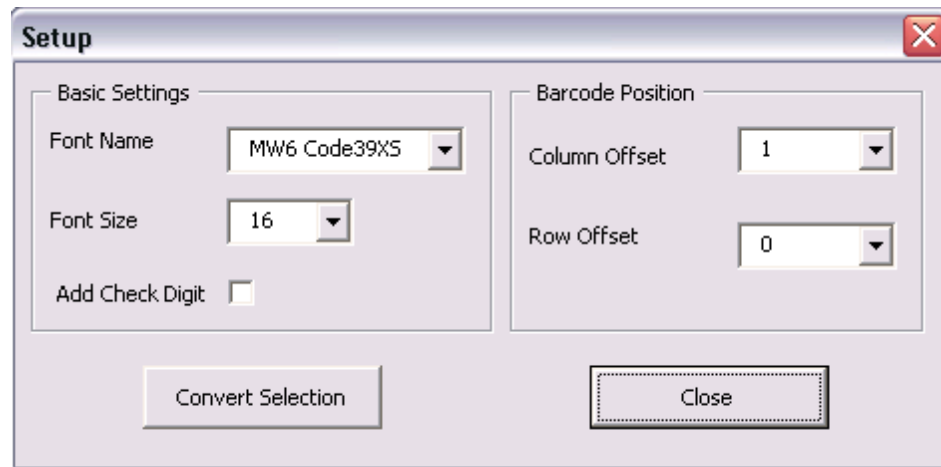 Setup
Basic Settings
Font Name
MW6 Code39XS
Font Size
16
Add Check Digit
Barcode Position
Column Offset
1
Row Offset
0
Convert Selection
Close